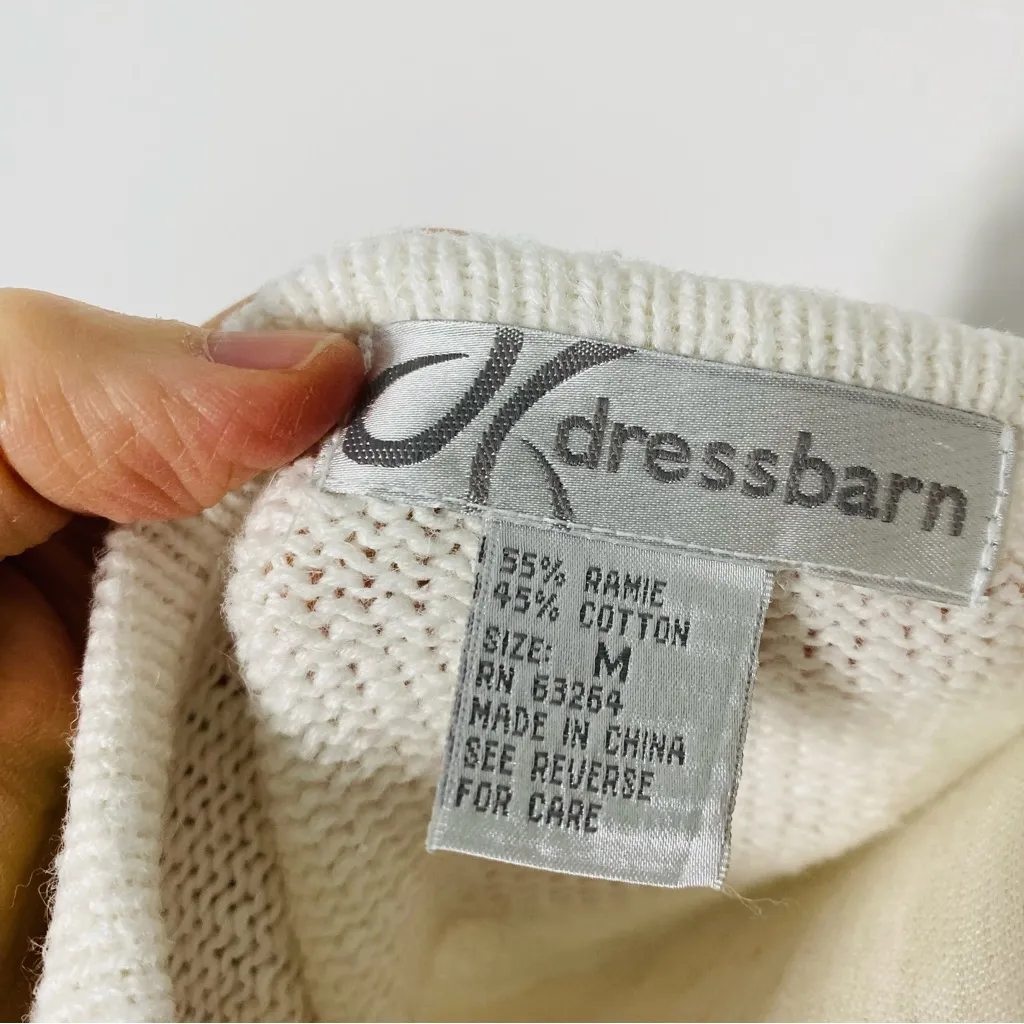 dressbarn
55% RAMIE
45% COTTON
SIZE: M
RN 63264
MADE IN CHINA
SEE REVERSE
FOR CARE